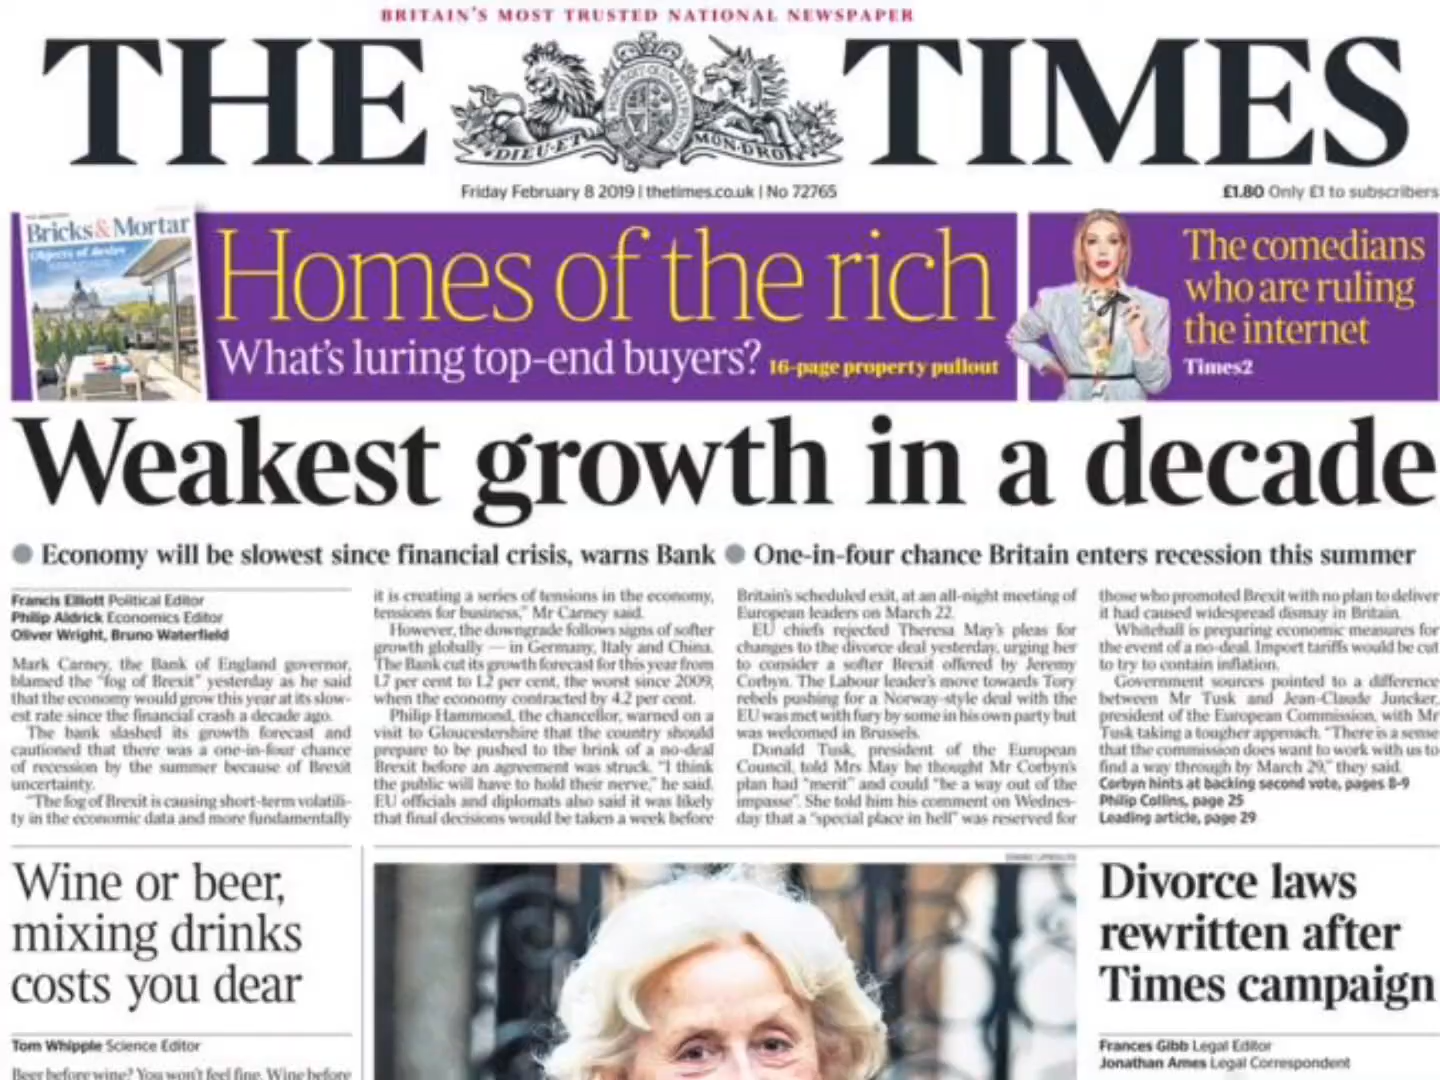 BRITAIN'S MOST TRUSTED NATIONAL NEWSPAPER
THE TIMES
DIEU·ET MON·DROIT
Friday February 8 2019 | thetimes.co.uk | No 72765
£1.80 Only £1 to subscribers
Bricks&Mortar
Objects of desire
Homes of the rich
What's luring top-end buyers? 16-page property pullout
The comedians
who are ruling
the internet
Times2
Weakest growth in a decade
● Economy will be slowest since financial crisis, warns Bank ● One-in-four chance Britain enters recession this summer
Francis Elliott Political Editor
Philip Aldrick Economics Editor
Oliver Wright, Bruno Waterfield
Mark Carney, the Bank of England governor,
blamed the "fog of Brexit" yesterday as he said
that the economy would grow this year at its slow-
est rate since the financial crash a decade ago.
The bank slashed its growth forecast and
cautioned that there was a one-in-four chance
of recession by the summer because of Brexit
uncertainty.
"The fog of Brexit is causing short-term volatili-
ty in the economic data and more fundamentally
it is creating a series of tensions in the economy,
tensions for business," Mr Carney said.
However, the downgrade follows signs of softer
growth globally — in Germany, Italy and China.
The Bank cut its growth forecast for this year from
1.7 per cent to 1.2 per cent, the worst since 2009,
when the economy contracted by 4.2 per cent.
Philip Hammond, the chancellor, warned on a
visit to Gloucestershire that the country should
prepare to be pushed to the brink of a no-deal
Brexit before an agreement was struck. "I think
the public will have to hold their nerve," he said.
EU officials and diplomats also said it was likely
that final decisions would be taken a week before
Britain's scheduled exit, at an all-night meeting of
European leaders on March 22.
EU chiefs rejected Theresa May's pleas for
changes to the divorce deal yesterday, urging her
to consider a softer Brexit offered by Jeremy
Corbyn. The Labour leader's move towards Tory
rebels pushing for a Norway-style deal with the
EU was met with fury by some in his own party but
was welcomed in Brussels.
Donald Tusk, president of the European
Council, told Mrs May he thought Mr Corbyn's
plan had "merit" and could "be a way out of the
impasse". She told him his comment on Wednes-
day that a "special place in hell" was reserved for
those who promoted Brexit with no plan to deliver
it had caused widespread dismay in Britain.
Whitehall is preparing economic measures for
the event of a no-deal. Import tariffs would be cut
to try to contain inflation.
Government sources pointed to a difference
between Mr Tusk and Jean-Claude Juncker,
president of the European Commission, with Mr
Tusk taking a tougher approach. "There is a sense
that the commission does want to work with us to
find a way through by March 29," they said.
Corbyn hints at backing second vote, pages 8-9
Philip Collins, page 25
Leading article, page 29
Wine or beer,
mixing drinks
costs you dear
Tom Whipple Science Editor
Beer before wine? You won't feel fine. Wine before
Divorce laws
rewritten after
Times campaign
Frances Gibb Legal Editor
Jonathan Ames Legal Correspondent